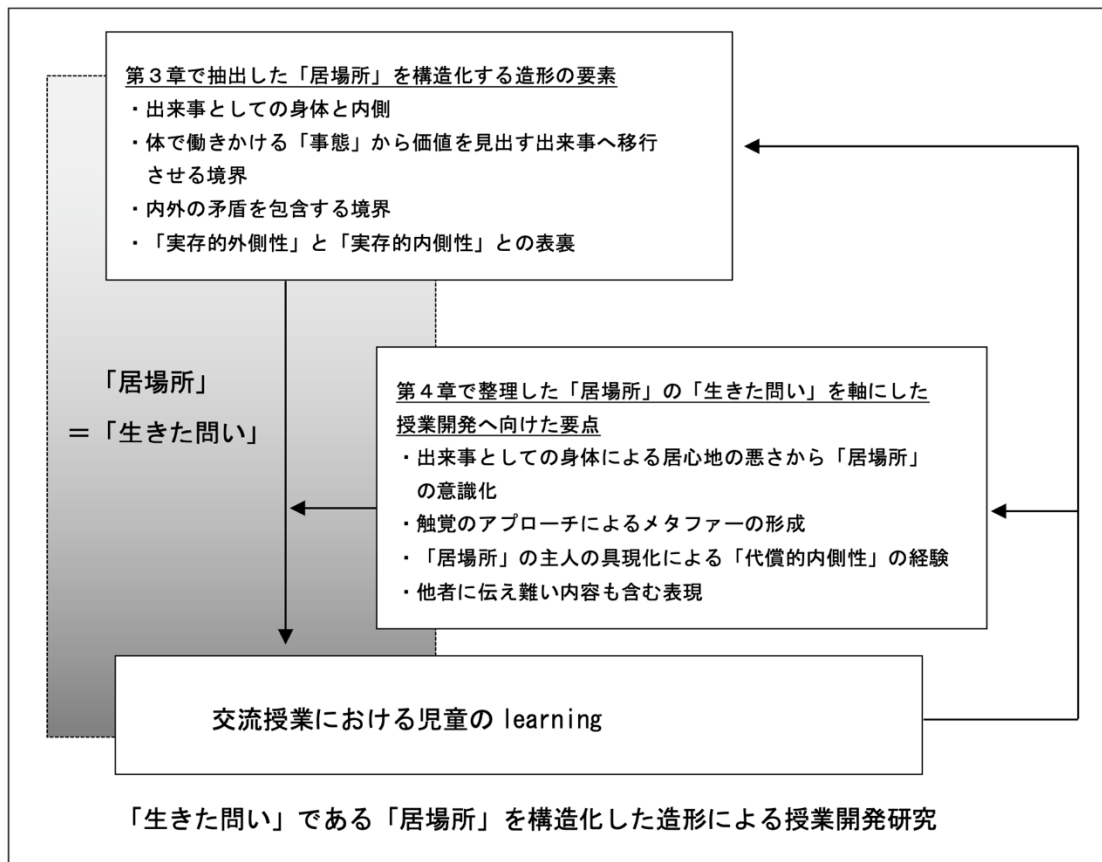 第３章で抽出した「居場所」を構造化する造形の要素
・出来事としての身体と内側
・体で働きかける「事態」から価値を見出す出来事へ移行
させる境界
・内外の矛盾を包含する境界
・「実存的外側性」と「実存的内側性」との表裏
「居場所」
＝「生きた問い」
第４章で整理した「居場所」の「生きた問い」を軸にした
授業開発へ向けた要点
・出来事としての身体による居心地の悪さから「居場所」
の意識化
・触覚のアプローチによるメタファーの形成
・「居場所」の主人の具現化による「代償的内側性」の経験
・他者に伝え難い内容も含む表現
交流授業における児童の learning
「生きた問い」である「居場所」を構造化した造形による授業開発研究